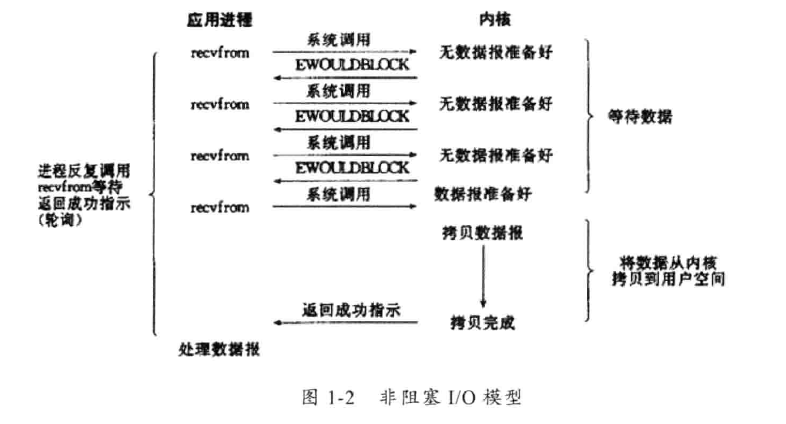 应用进程 内核
recvfrom 系统调用 无数据报准备好
EWOULDBLOCK
recvfrom 系统调用 无数据报准备好
EWOULDBLOCK
recvfrom 系统调用 无数据报准备好
EWOULDBLOCK
recvfrom 系统调用 数据报准备好
等待数据
进程反复调用
recvfrom等待
返回成功指示
(轮询)
拷贝数据报
将数据从内核
拷贝到用户空间
返回成功指示 拷贝完成
处理数据报
图 1-2 非阻塞 I/O 模型